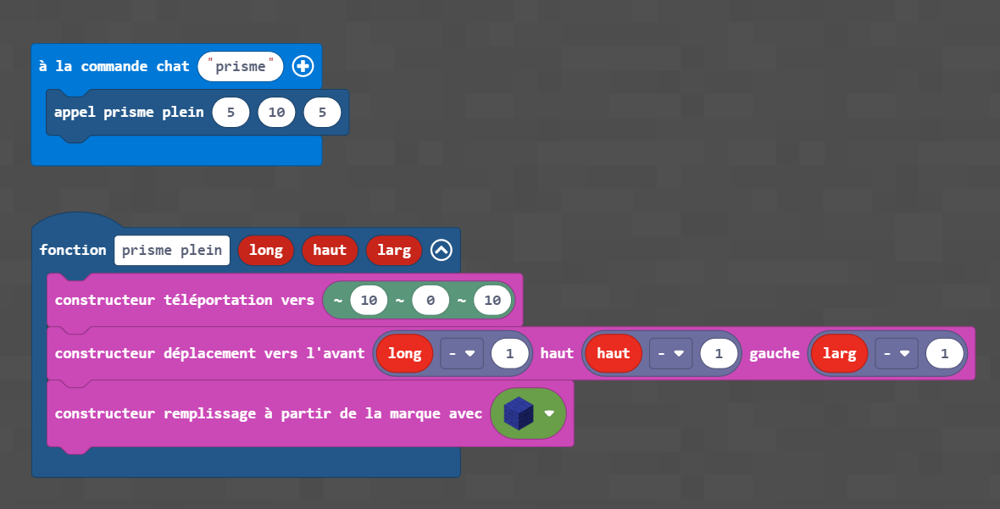 à la commande chat "prisme"
appel prisme plein 5 10 5
fonction prisme plein long haut larg
constructeur téléportation vers ~ 10 ~ 0 ~ 10
constructeur déplacement vers l'avant long - 1 haut haut - 1 gauche larg - 1
constructeur remplissage à partir de la marque avec